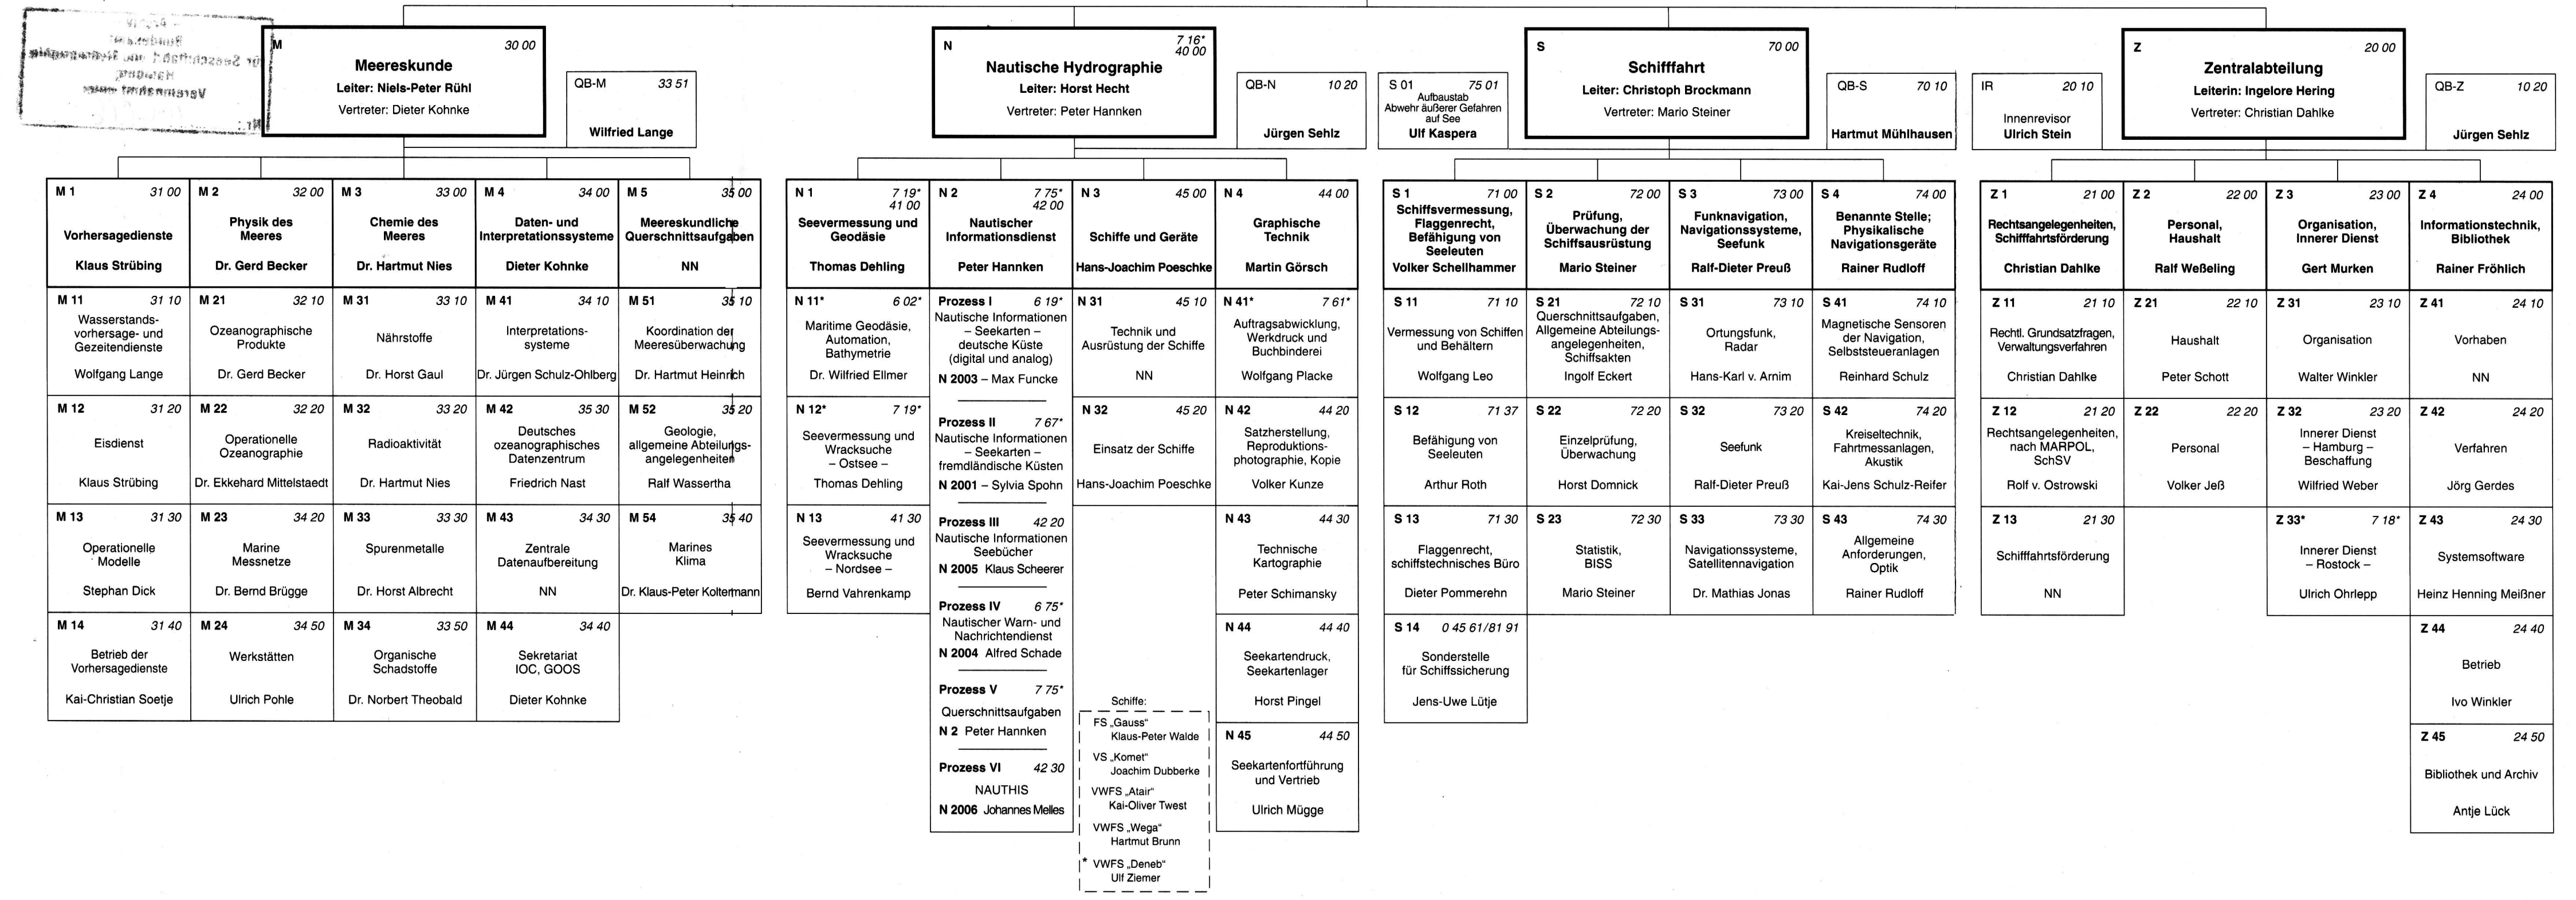 M 30 00
Meereskunde
Leiter: Niels-Peter Rühl
Vertreter: Dieter Kohnke
QB-M 33 51
Wilfried Lange
N 7 16*
40 00
Nautische Hydrographie
Leiter: Horst Hecht
Vertreter: Peter Hannken
QB-N 10 20
Jürgen Sehlz
S 01 75 01
Aufbaustab
Abwehr äußerer Gefahren
auf See
Ulf Kaspera
S 70 00
Schifffahrt
Leiter: Christoph Brockmann
Vertreter: Mario Steiner
QB-S 70 10
Hartmut Mühlhausen
IR 20 10
Innenrevisor
Ulrich Stein
Z 20 00
Zentralabteilung
Leiterin: Ingelore Hering
Vertreter: Christian Dahlke
QB-Z 10 20
Jürgen Sehlz
M 1 31 00
Vorhersagedienste
Klaus Strübing
M 11 31 10
Wasserstands-
vorhersage- und
Gezeitendienste
Wolfgang Lange
M 12 31 20
Eisdienst
Klaus Strübing
M 13 31 30
Operationelle
Modelle
Stephan Dick
M 14 31 40
Betrieb der
Vorhersagedienste
Kai-Christian Soetje
M 2 32 00
Physik des
Meeres
Dr. Gerd Becker
M 21 32 10
Ozeanographische
Produkte
Dr. Gerd Becker
M 22 32 20
Operationelle
Ozeanographie
Dr. Ekkehard Mittelstaedt
M 23 34 20
Marine
Messnetze
Dr. Bernd Brügge
M 24 34 50
Werkstätten
Ulrich Pohle
M 3 33 00
Chemie des
Meeres
Dr. Hartmut Nies
M 31 33 10
Nährstoffe
Dr. Horst Gaul
M 32 33 20
Radioaktivität
Dr. Hartmut Nies
M 33 33 30
Spurenmetalle
Dr. Horst Albrecht
M 34 33 50
Organische
Schadstoffe
Dr. Norbert Theobald
M 4 34 00
Daten- und
Interpretationssysteme
Dieter Kohnke
M 41 34 10
Interpretations-
systeme
Dr. Jürgen Schulz-Ohlberg
M 42 35 30
Deutsches
ozeanographisches
Datenzentrum
Friedrich Nast
M 43 34 30
Zentrale
Datenaufbereitung
NN
M 44 34 40
Sekretariat
IOC, GOOS
Dieter Kohnke
M 5 35 00
Meereskundliche
Querschnittsaufgaben
NN
M 51 35 10
Koordination der
Meeresüberwachung
Dr. Hartmut Heinrich
M 52 35 20
Geologie,
allgemeine Abteilungs-
angelegenheiten
Ralf Wassertha
M 54 35 40
Marines
Klima
Dr. Klaus-Peter Koltermann
N 1 7 19*
41 00
Seevermessung und
Geodäsie
Thomas Dehling
N 11* 6 02*
Maritime Geodäsie,
Automation,
Bathymetrie
Dr. Wilfried Ellmer
N 12* 7 19*
Seevermessung und
Wracksuche
– Ostsee –
Thomas Dehling
N 13 41 30
Seevermessung und
Wracksuche
– Nordsee –
Bernd Vahrenkamp
N 2 7 75*
42 00
Nautischer
Informationsdienst
Peter Hannken
Prozess I 6 19*
Nautische Informationen
– Seekarten –
deutsche Küste
(digital und analog)
N 2003 – Max Funcke
Prozess II 7 67*
Nautische Informationen
– Seekarten –
fremdländische Küsten
N 2001 – Sylvia Spohn
Prozess III 42 20
Nautische Informationen
Seebücher
N 2005 Klaus Scheerer
Prozess IV 6 75*
Nautischer Warn- und
Nachrichtendienst
N 2004 Alfred Schade
Prozess V 7 75*
Querschnittsaufgaben
N 2 Peter Hannken
Prozess VI 42 30
NAUTHIS
N 2006 Johannes Melles
N 3 45 00
Schiffe und Geräte
Hans-Joachim Poeschke
N 31 45 10
Technik und
Ausrüstung der Schiffe
NN
N 32 45 20
Einsatz der Schiffe
Hans-Joachim Poeschke
Schiffe:
FS „Gauss“
Klaus-Peter Walde
VS „Komet“
Joachim Dubberke
VWFS „Atair“
Kai-Oliver Twest
VWFS „Wega“
Hartmut Brunn
* VWFS „Deneb“
Ulf Ziemer
N 4 44 00
Graphische
Technik
Martin Görsch
N 41* 7 61*
Auftragsabwicklung,
Werkdruck und
Buchbinderei
Wolfgang Placke
N 42 44 20
Satzherstellung,
Reproduktions-
photographie, Kopie
Volker Kunze
N 43 44 30
Technische
Kartographie
Peter Schimansky
N 44 44 40
Seekartendruck,
Seekartenlager
Horst Pingel
N 45 44 50
Seekartenfortführung
und Vertrieb
Ulrich Mügge
S 1 71 00
Schiffsvermessung,
Flaggenrecht,
Befähigung von
Seeleuten
Volker Schellhammer
S 11 71 10
Vermessung von Schiffen
und Behältern
Wolfgang Leo
S 12 71 37
Befähigung von
Seeleuten
Arthur Roth
S 13 71 30
Flaggenrecht,
schiffstechnisches Büro
Dieter Pommerehn
S 14 0 45 61/81 91
Sonderstelle
für Schiffssicherung
Jens-Uwe Lütje
S 2 72 00
Prüfung,
Überwachung der
Schiffsausrüstung
Mario Steiner
S 21 72 10
Querschnittsaufgaben,
Allgemeine Abteilungs-
angelegenheiten,
Schiffsakten
Ingolf Eckert
S 22 72 20
Einzelprüfung,
Überwachung
Horst Domnick
S 23 72 30
Statistik,
BISS
Mario Steiner
S 3 73 00
Funknavigation,
Navigationssysteme,
Seefunk
Ralf-Dieter Preuß
S 31 73 10
Ortungsfunk,
Radar
Hans-Karl v. Arnim
S 32 73 20
Seefunk
Ralf-Dieter Preuß
S 33 73 30
Navigationssysteme,
Satellitennavigation
Dr. Mathias Jonas
S 4 74 00
Benannte Stelle;
Physikalische
Navigationsgeräte
Rainer Rudloff
S 41 74 10
Magnetische Sensoren
der Navigation,
Selbststeueranlagen
Reinhard Schulz
S 42 74 20
Kreiseltechnik,
Fahrtmessanlagen,
Akustik
Kai-Jens Schulz-Reifer
S 43 74 30
Allgemeine
Anforderungen,
Optik
Rainer Rudloff
Z 1 21 00
Rechtsangelegenheiten,
Schifffahrtsförderung
Christian Dahlke
Z 11 21 10
Rechtl. Grundsatzfragen,
Verwaltungsverfahren
Christian Dahlke
Z 12 21 20
Rechtsangelegenheiten,
nach MARPOL,
SchSV
Rolf v. Ostrowski
Z 13 21 30
Schifffahrtsförderung
NN
Z 2 22 00
Personal,
Haushalt
Ralf Weßeling
Z 21 22 10
Haushalt
Peter Schott
Z 22 22 20
Personal
Volker Jeß
Z 3 23 00
Organisation,
Innerer Dienst
Gert Murken
Z 31 23 10
Organisation
Walter Winkler
Z 32 23 20
Innerer Dienst
– Hamburg –
Beschaffung
Wilfried Weber
Z 33* 7 18*
Innerer Dienst
– Rostock –
Ulrich Ohrlepp
Z 4 24 00
Informationstechnik,
Bibliothek
Rainer Fröhlich
Z 41 24 10
Vorhaben
NN
Z 42 24 20
Verfahren
Jörg Gerdes
Z 43 24 30
Systemsoftware
Heinz Henning Meißner
Z 44 24 40
Betrieb
Ivo Winkler
Z 45 24 50
Bibliothek und Archiv
Antje Lück